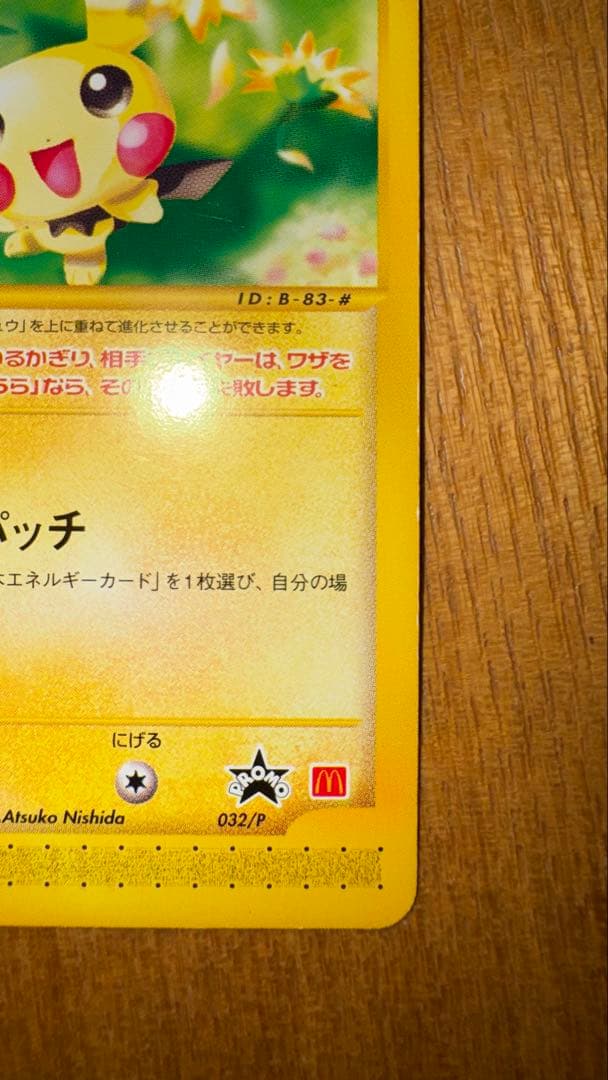 ID: B-83-#
ュウ」を上に重ねて進化させることができます。
るかぎり、相手 ヤーは、ワザを
ら」なら、その 敗します。
パッチ
エネルギーカード」を1枚選び、自分の場
にげる
PROMO
Atsuko Nishida
032/P